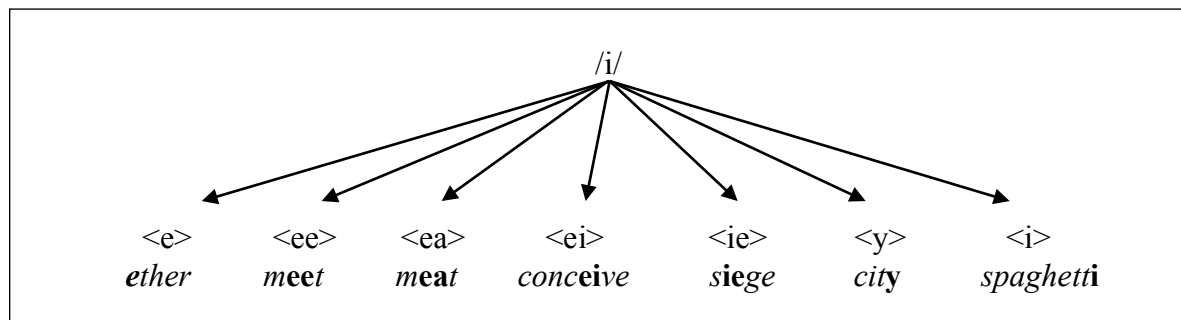 /i/
<e> <ee> <ea> <ei> <ie> <y> <i>
ether meet meat conceive siege city spaghetti